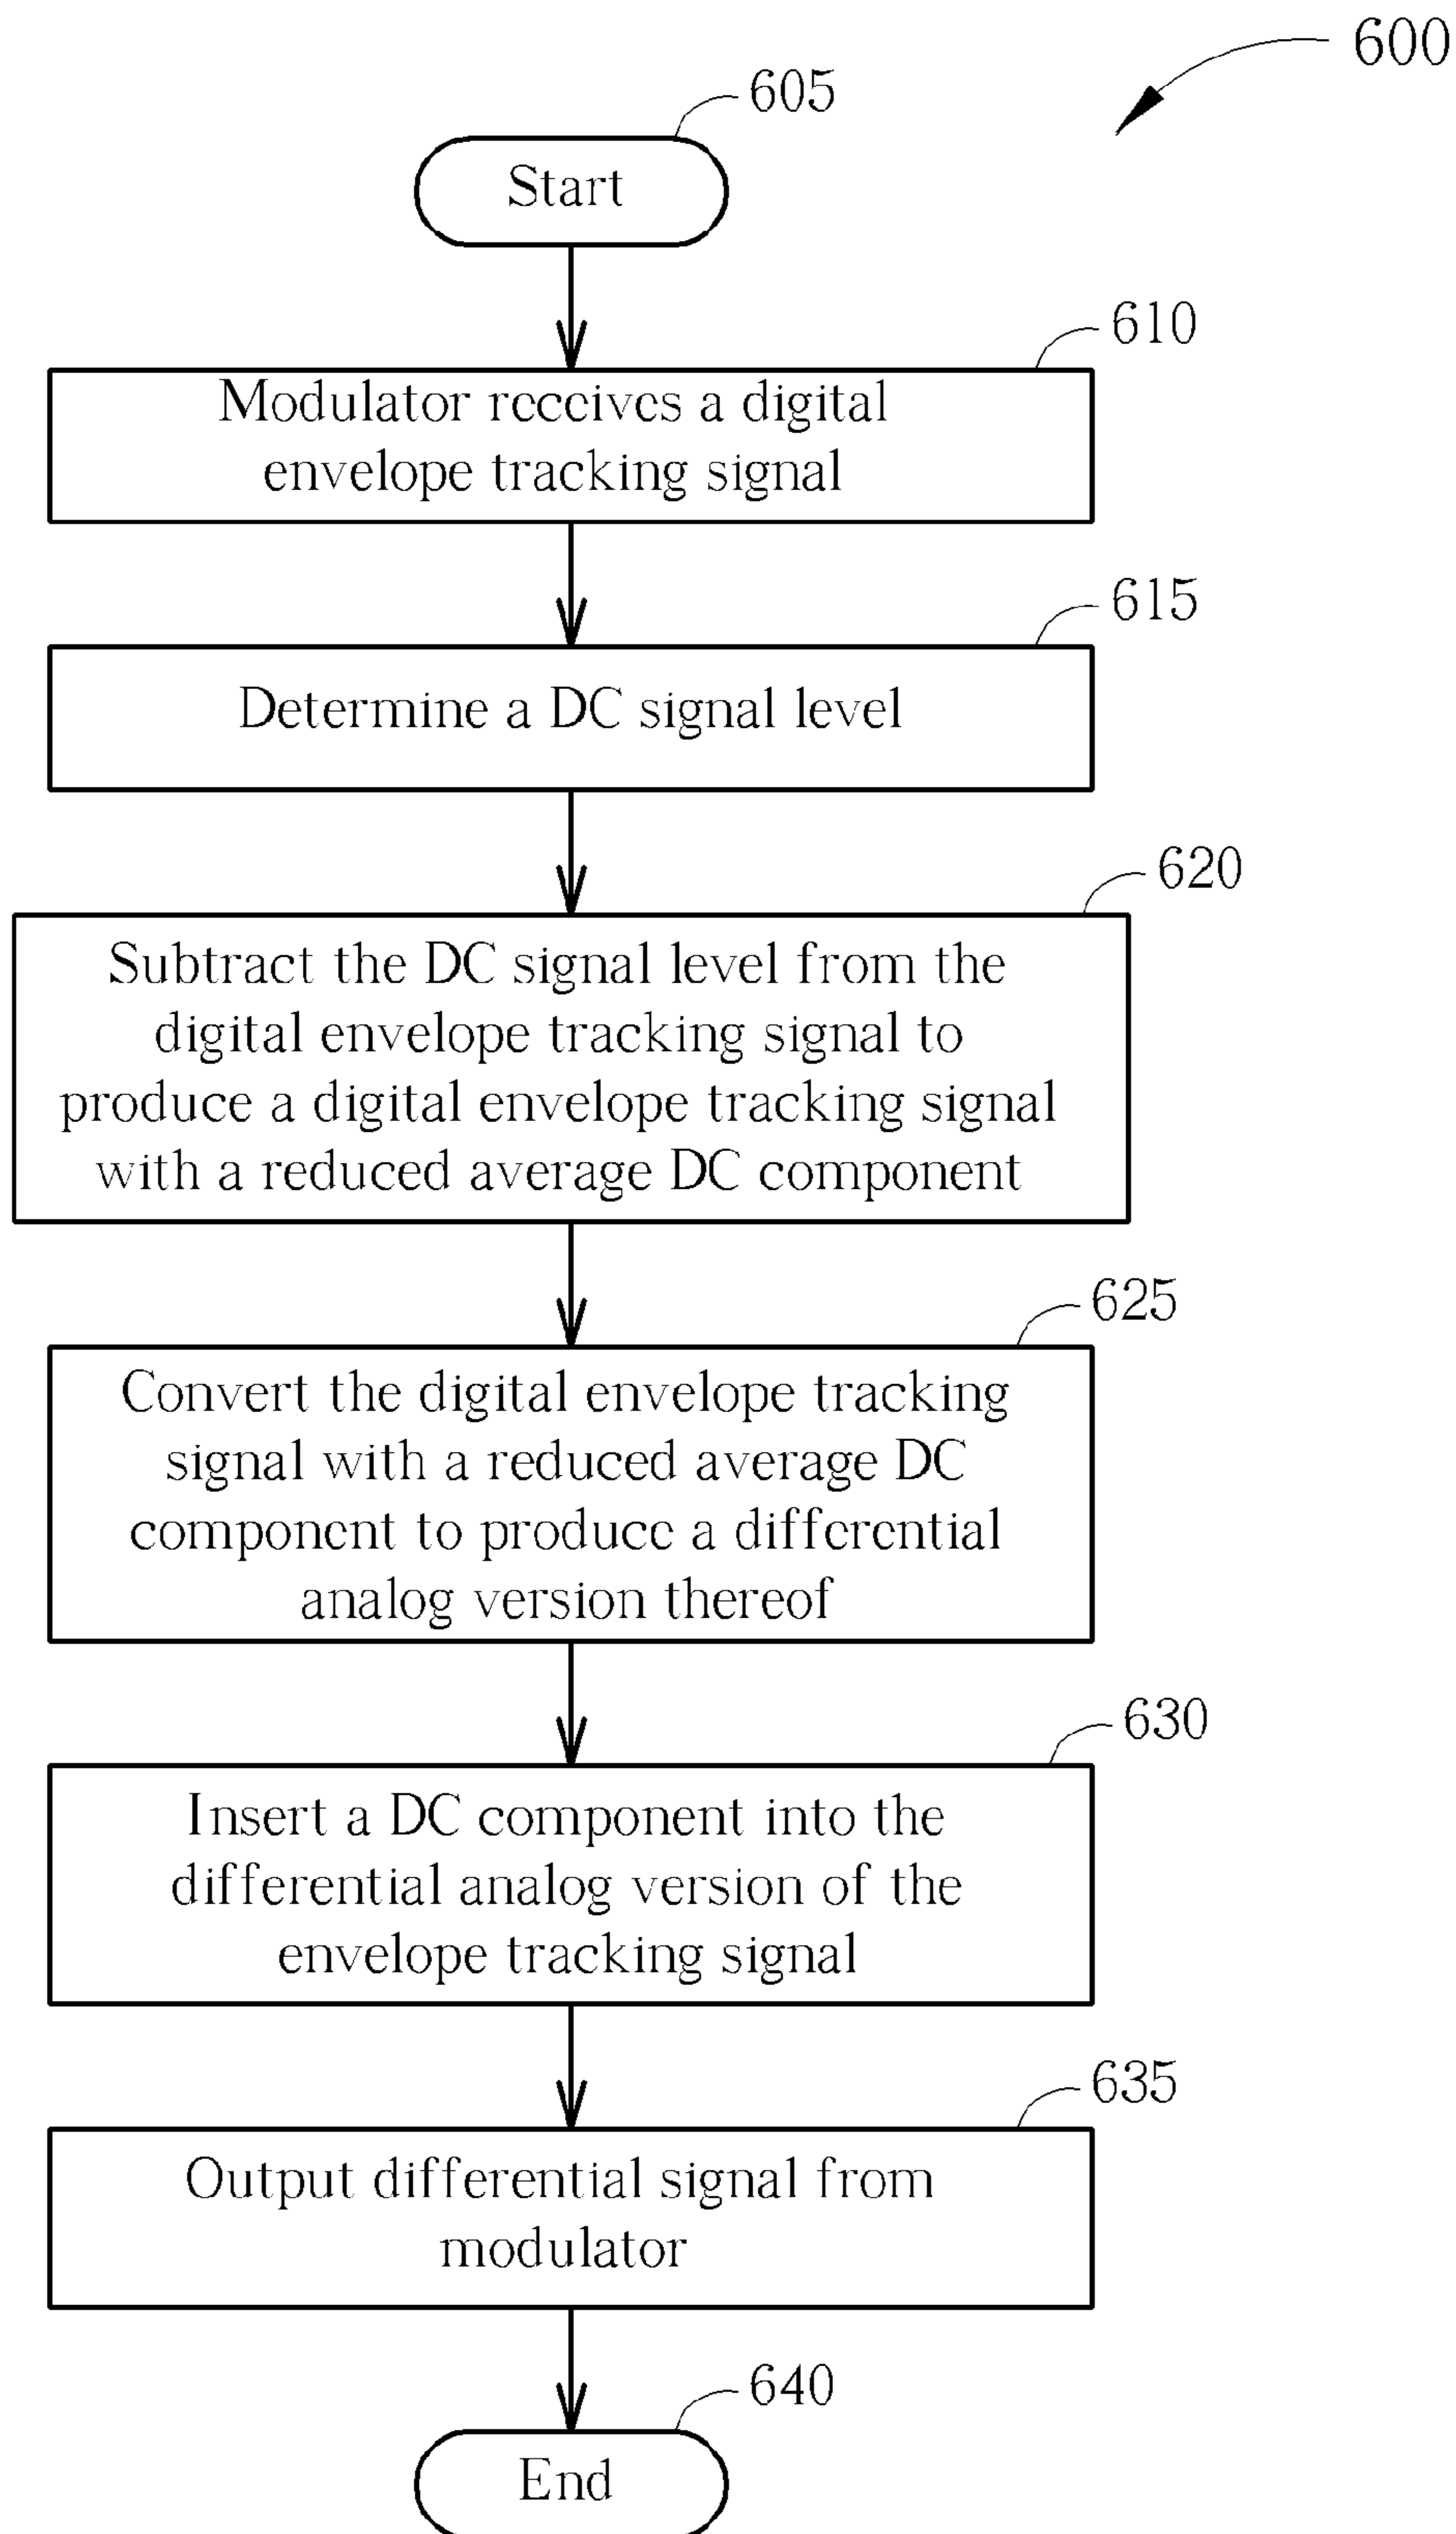 600
605
Start
610
Modulator receives a digital
envelope tracking signal
615
Determine a DC signal level
620
Subtract the DC signal level from the
digital envelope tracking signal to
produce a digital envelope tracking signal
with a reduced average DC component
625
Convert the digital envelope tracking
signal with a reduced average DC
component to produce a differential
analog version thereof
630
Insert a DC component into the
differential analog version of the
envelope tracking signal
635
Output differential signal from
modulator
640
End